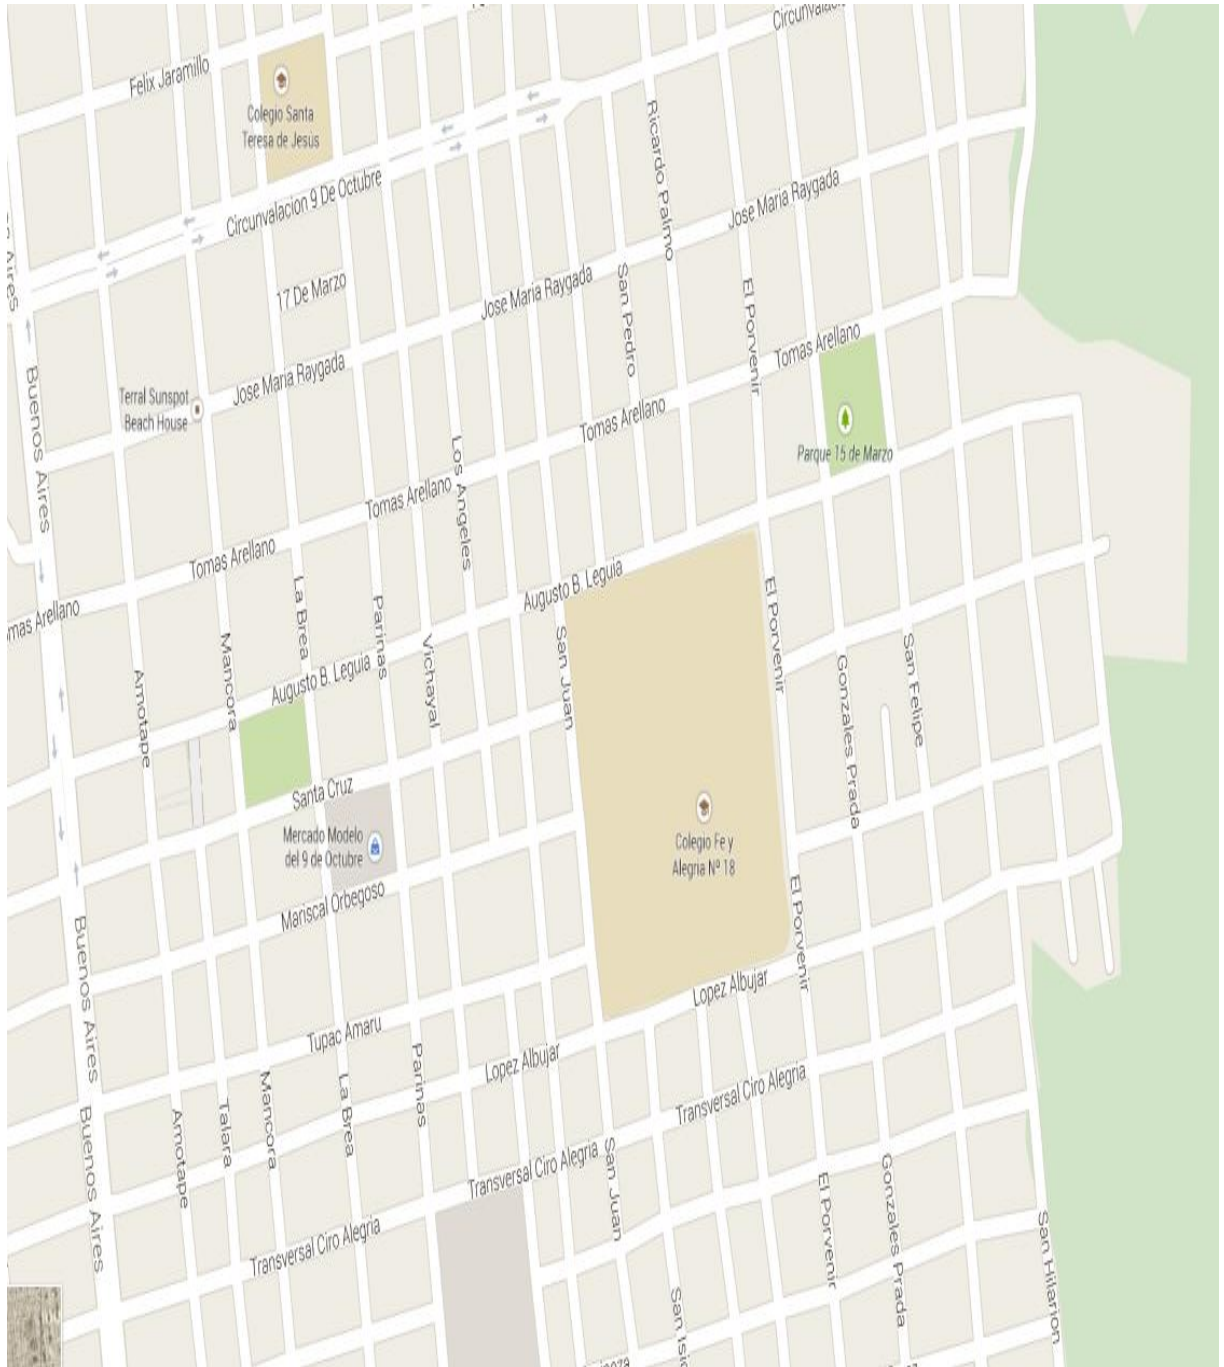 Circunvalaci
Felix Jaramillo
Colegio Santa
Teresa de Jesús
Ricardo Palmo
Circunvalacion 9 De Octubre
Jose Maria Raygada
Aires
17 De Marzo
Jose Maria Raygada
San Pedro
El Porvenir
Tomas Arellano
Jose Maria Raygada
Terral Sunspot
Beach House
Buenos Aires
Tomas Arellano
Parque 15 de Marzo
Los Angeles
Tomas Arellano
Tomas Arellano
mas Arellano
Augusto B. Leguia
La Brea
Parinas
El Porvenir
Mancora
Vichayal
San Juan
San Felipe
Gonzales Prada
Amotape
Augusto B. Leguia
Santa Cruz
Mercado Modelo
del 9 de Octubre
Colegio Fe y
Alegria Nº 18
Mariscal Orbegoso
El Porvenir
Buenos Aires
Lopez Albujar
Tupac Amaru
Lopez Albujar
Parinas
La Brea
Mancora
Talara
Amotape
Buenos Aires
Transversal Ciro Alegria
Transversal Ciro Alegria
San Juan
Gonzales Prada
El Porvenir
San Hilarion
Transversal Ciro Alegria
San Isi